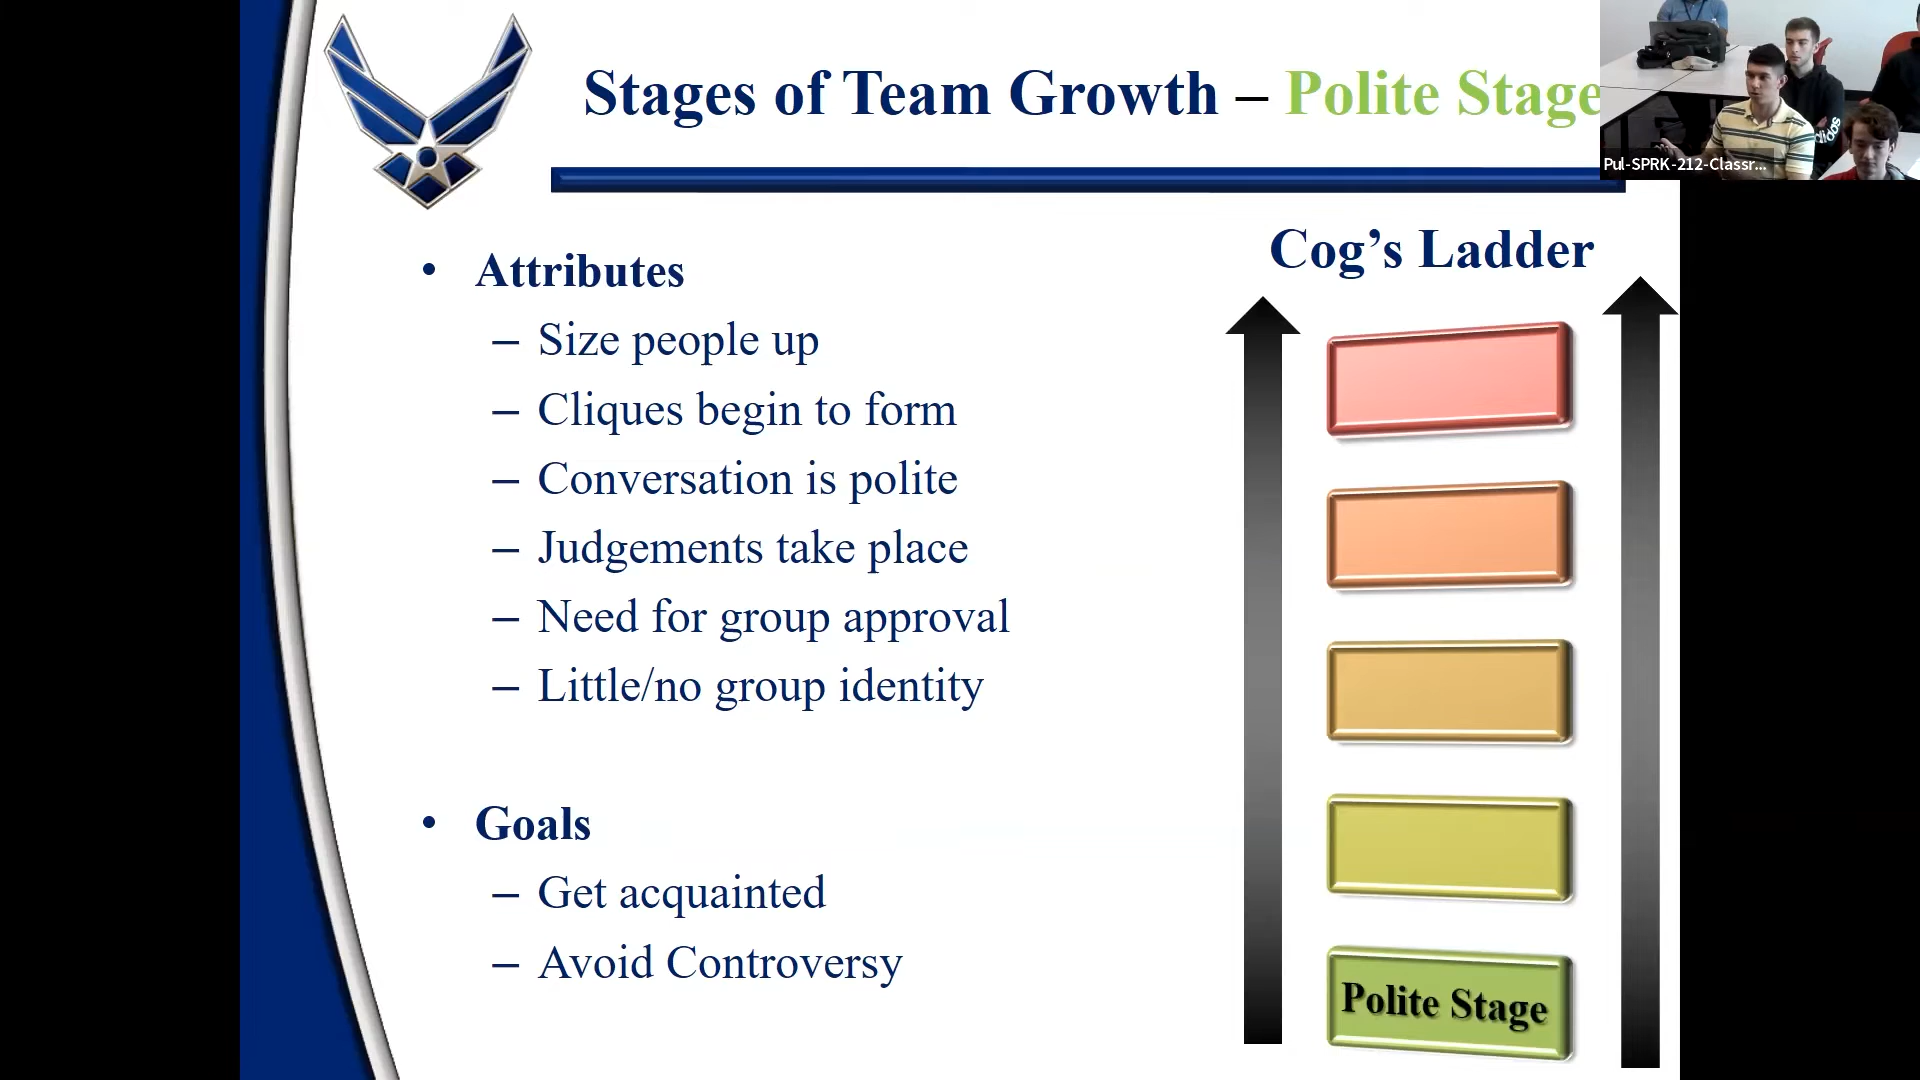 Stages of Team Growth – Polite Stage
Pul-SPRK-212-Classr...
adidas
Cog’s Ladder
• Attributes
– Size people up
– Cliques begin to form
– Conversation is polite
– Judgements take place
– Need for group approval
– Little/no group identity
• Goals
– Get acquainted
– Avoid Controversy
Polite Stage